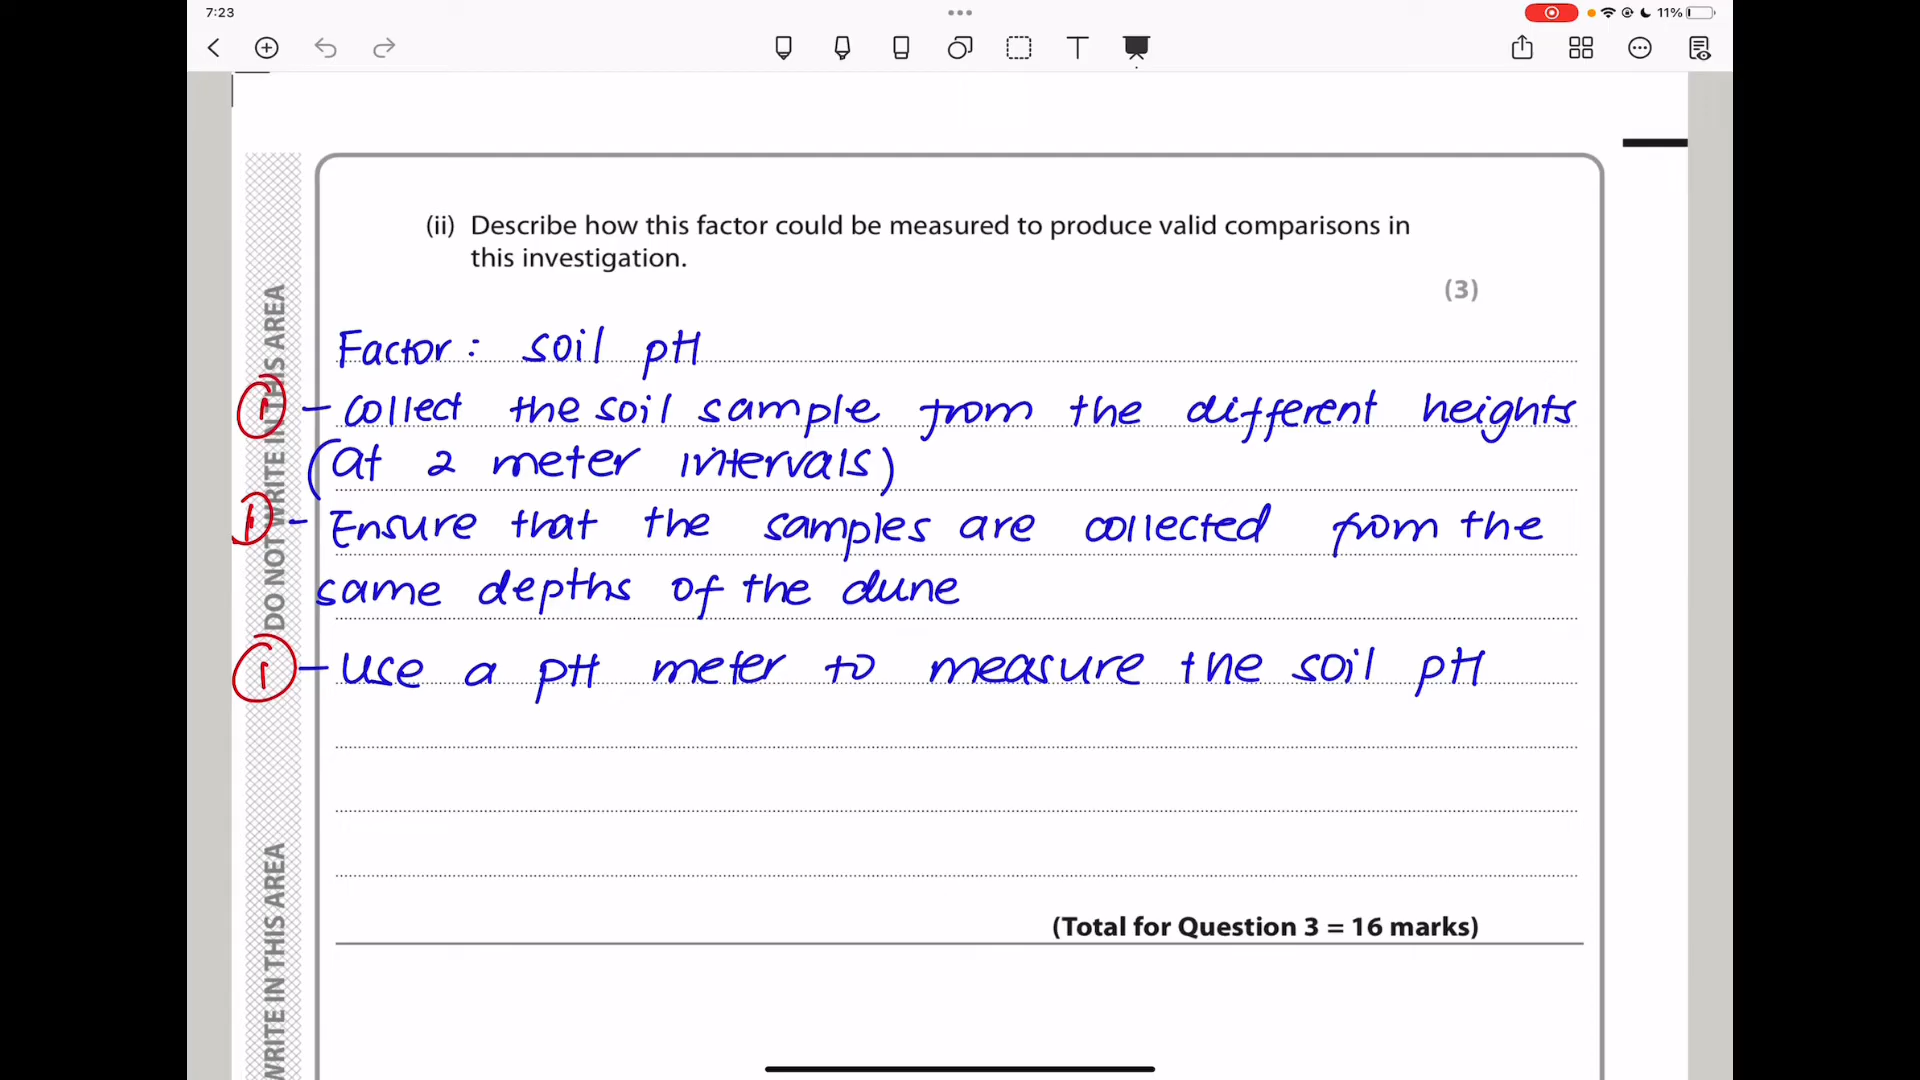 7:23
11%
(ii) Describe how this factor could be measured to produce valid comparisons in
this investigation.
(3)
Factor : soil pH
① – collect the soil sample from the different heights
(at 2 meter intervals)
① – Ensure that the samples are collected from the
same depths of the dune
① – Use a pH meter to measure the soil pH
(Total for Question 3 = 16 marks)
DO NOT WRITE IN THIS AREA
WRITE IN THIS AREA